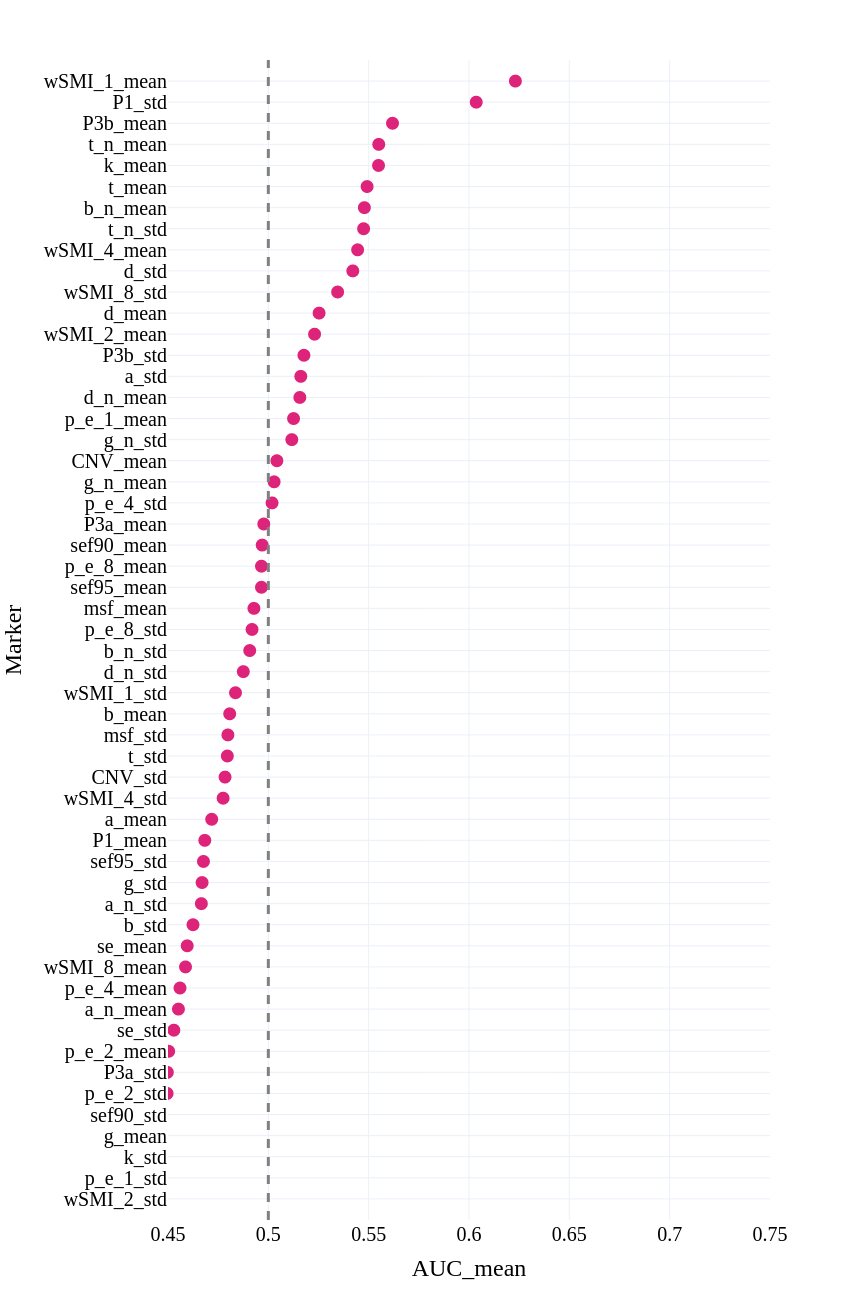 wSMI_1_mean
P1_std
P3b_mean
t_n_mean
k_mean
t_mean
b_n_mean
t_n_std
wSMI_4_mean
d_std
wSMI_8_std
d_mean
wSMI_2_mean
P3b_std
a_std
d_n_mean
p_e_1_mean
g_n_std
CNV_mean
g_n_mean
p_e_4_std
P3a_mean
sef90_mean
p_e_8_mean
sef95_mean
msf_mean
p_e_8_std
b_n_std
d_n_std
wSMI_1_std
b_mean
msf_std
t_std
CNV_std
wSMI_4_std
a_mean
P1_mean
sef95_std
g_std
a_n_std
b_std
se_mean
wSMI_8_mean
p_e_4_mean
a_n_mean
se_std
p_e_2_mean
P3a_std
p_e_2_std
sef90_std
g_mean
k_std
p_e_1_std
wSMI_2_std
Marker
0.45 0.5 0.55 0.6 0.65 0.7 0.75
AUC_mean